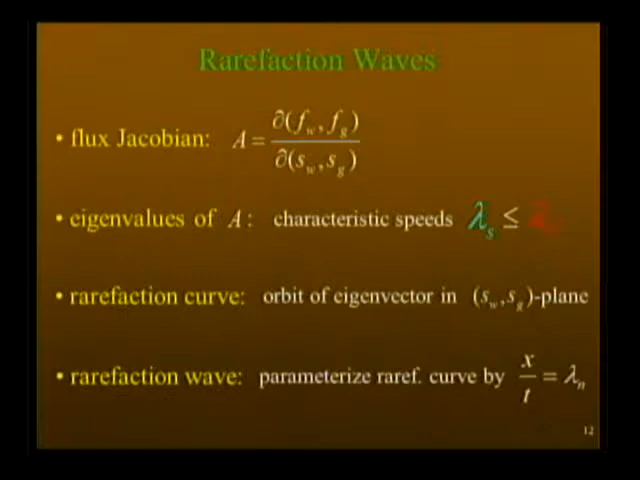 Rarefaction Waves
• flux Jacobian: A = ∂(f_w, f_g) / ∂(s_w, s_g)
• eigenvalues of A: characteristic speeds λ_s ≤
• rarefaction curve: orbit of eigenvector in (s_w, s_g)-plane
• rarefaction wave: parameterize raref. curve by x/t = λ_n
12